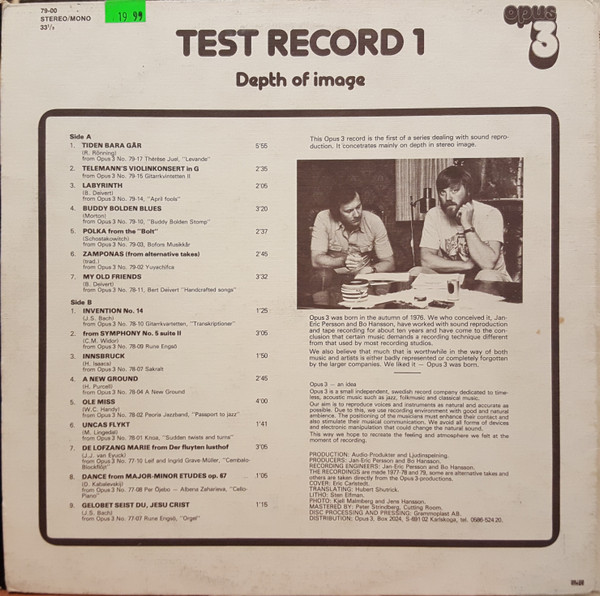 79-00
STEREO/MONO
33 1/3
19.99
opus
3
TEST RECORD 1
Depth of image
Side A
1. TIDEN BARA GÅR 5'55
(R. Rönning)
from Opus 3 No. 79-17 Thérèse Juel, "Levande"
2. TELEMANN'S VIOLINKONSERT in G 2'35
from Opus 3 No. 79-15 Gitarrkvintetten II
3. LABYRINTH 2'05
(B. Deivert)
from Opus 3 No. 79-14, "April fools"
4. BUDDY BOLDEN BLUES 3'20
(Morton)
from Opus 3 No. 79-10, "Buddy Bolden Stomp"
5. POLKA from the "Bolt" 2'37
(Schostakowitch)
from Opus 3 No. 79-03, Bofors Musikkår
6. ZAMPONAS (from alternative takes) 2'45
(trad.)
from Opus 3 No. 79-02 Yuvachifca
7. MY OLD FRIENDS 3'32
(B. Deivert)
from Opus 3 No. 78-11, Bert Deivert "Handcrafted songs"
Side B
1. INVENTION No. 14 1'25
(J.S. Bach)
from Opus 3 No. 78-10 Gitarrkvartetten, "Transkriptioner"
2. from SYMPHONY No. 5 suite II 3'05
(C.M. Widor)
from Opus 3 No. 78-09 Rune Engsö
3. INNSBRUCK 1'50
(H. Isaacs)
from Opus 3 No. 78-07 Sakralt
4. A NEW GROUND 2'45
(H. Purcell)
from Opus 3 No. 78-04 A New Ground
5. OLE MISS 4'00
(W.C. Handy)
from Opus 3 No. 78-02 Peoria Jazzband, "Passport to jazz"
6. UNCAS FLYKT 1'41
(M. Lingedal)
from Opus 3 No. 78-01 Knoa, "Sudden twists and turns"
7. DE LOFZANG MARIE from Der fluyten lusthof 3'05
(J.J. van Eyuck)
from Opus 3 No. 77-10 Leif and Ingrid Grave-Müller, "Cembalo-
Blockflöjt"
8. DANCE from MAJOR-MINOR ETUDES op. 67 1'05
(D. Kabalevskij)
from Opus 3 No. 77-08 Per Öjebo – Albena Zaharieva, "Cello-
Piano"
9. GELOBET SEIST DU, JESU CRIST 1'15
(J.S. Bach)
from Opus 3 No. 77-07 Rune Engsö, "Orgel"
This Opus 3 record is the first of a series dealing with sound repro-
duction. It concetrates mainly on depth in stereo image.
Opus 3 was born in the autumn of 1976. We who conceived it, Jan-
Eric Persson and Bo Hansson, have worked with sound reproduction
and tape recording for about ten years and have come to the con-
clusion that certain music demands a recording technique different
from that used by most recording studios.
We also believe that much that is worthwhile in the way of both
music and artists is either badly represented or completely forgotten
by the larger companies. We liked it – Opus 3 was born.
Opus 3 – an idea
Opus 3 is a small independent, swedish record company dedicated to time-
less, acoustic music such as jazz, folkmusic and classical music.
Our aim is to reproduce voices and instruments as natural and accurate as
possible. Due to this, we use recording environment with good and natural
ambience. The positioning of the musicians must enhance their contact and
also stimulate their musical communication. We avoid all forms of devices
and electronic manipulation that could change the natural sound.
This way we hope to recreate the feeling and atmosphere we felt at the
moment of recording.
PRODUCTION: Audio-Produkter and Ljudinspelning.
PRODUCERS: Jan-Eric Persson and Bo Hansson.
RECORDING ENGINEERS: Jan-Eric Persson and Bo Hansson.
THE RECORDINGS are made 1977-78 and 79, some are alternative takes and
others are taken directly from the Opus 3-productions.
COVER: Eric Carlstedt.
TRANSLATING: Hubert Shutrick.
LITHO: Sten Elfman.
PHOTO: Kjell Malmberg and Jens Hansson.
MASTERED BY: Peter Strindberg, Cutting Room.
DISC PROCESSING AND PRESSING: Grammoplast AB.
DISTRIBUTION: Opus 3, Box 2024, S-691 02 Karlskoga, tel. 0586-524 20.